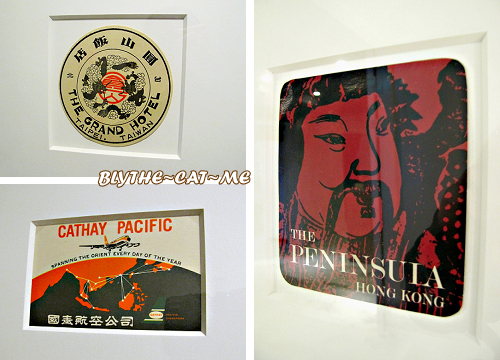 圓山飯店
THE GRAND HOTEL
TAIPEI, TAIWAN
BLYTHE~CAT~ME
CATHAY PACIFIC
SPANNING THE ORIENT EVERY DAY OF THE YEAR
國泰航空公司
THE
PENINSULA
HONG KONG